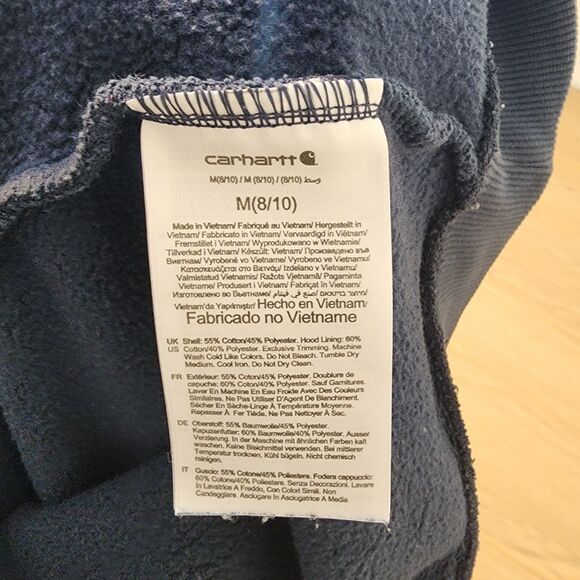 carhartt
M(8/10) / M (8/10) / (8/10) وسط
M(8/10)
Made in Vietnam/ Fabriqué au Vietnam/ Hergestellt in
Vietnam/ Fabbricato in Vietnam/ Vervaardigd in Viêtnam/
Fremstillet i Vietnam/ Wyprodukowano w Wietnamie/
Tillverkad i Vietnam/ Készült: Vietnam/ Произведено във
Виетнам/ Vyrobené vo Vietname/ Vyrobeno ve Vietnamu/
Κατασκευάζεται στο Βιετνάμ/ Izdelano v Vietnamu/
Valmistatud Vietnamis/ Ražots Vjetnamā/ Pagaminta
Vietname/ Produsert i Vietnam/ Fabricat în Vietnam/
Изготовлено во Вьетнаме/ صنع في فيتنام /מיוצר בוייטנאם/
Vietnam'da Yapılmıştır/ Hecho en Vietnam/
Fabricado no Vietname
UK Shell: 55% Cotton/45% Polyester. Hood Lining: 60%
US Cotton/40% Polyester. Exclusive Trimming. Machine
Wash Cold Like Colors. Do Not Bleach. Tumble Dry
Medium. Cool Iron. Do Not Dry Clean.
FR Extérieur: 55% Coton/45% Polyester. Doublure de
capuche: 60% Coton/40% Polyester. Sauf Garnitures.
Laver En Machine En Eau Froide Avec Des Couleurs
Similaires. Ne Pas Utiliser D'Agent De Blanchiment.
Sécher En Sèche-Linge À Température Moyenne.
Repasser À Fer Tiède. Ne Pas Nettoyer À Sec.
DE Oberstoff: 55% Baumwolle/45% Polyester.
Kapuzenfutter: 60% Baumwolle/40% Polyester. Ausser
Verzierung. In der Maschine mit ähnlichen Farben kalt
waschen. Keine Bleichmittel verwenden. Bei mittlerer
Temperatur trocknen. Kühl bügeln. Nicht chemisch
reinigen.
IT Guscio: 55% Cotone/45% Poliestere. Fodera cappuccio:
60% Cotone/40% Poliestere. Senza Decorazioni. Lavare
In Lavatrice A Freddo, Con Colori Simili. Non
Candeggiare. Asciugare In Asciugatrice A Media